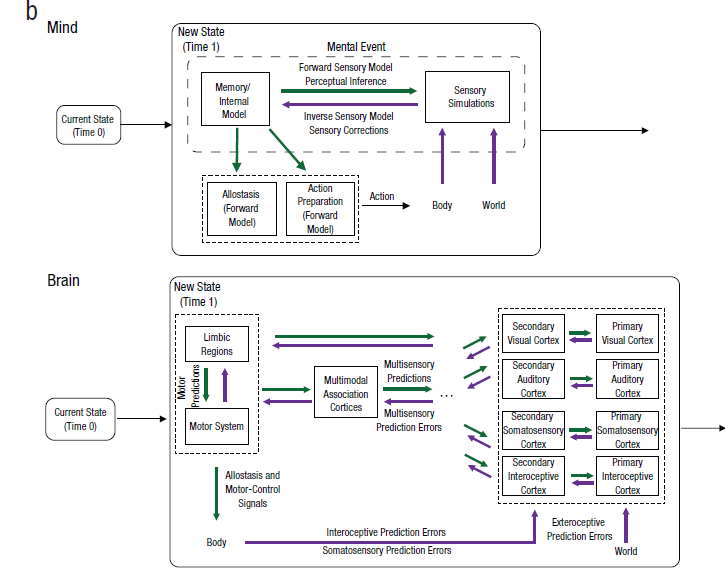 b
Mind
New State
(Time 1)
Mental Event
Forward Sensory Model
Perceptual Inference
Memory/
Internal
Model
Sensory
Simulations
Inverse Sensory Model
Sensory Corrections
Current State
(Time 0)
Allostasis
(Forward
Model)
Action
Preparation
(Forward
Model)
Action
Body
World
Brain
New State
(Time 1)
Limbic
Regions
Motor
Predictions
Motor System
Multimodal
Association
Cortices
Multisensory
Predictions
...
Multisensory
Prediction Errors
Secondary
Visual Cortex
Primary
Visual Cortex
Secondary
Auditory
Cortex
Primary
Auditory
Cortex
Secondary
Somatosensory
Cortex
Primary
Somatosensory
Cortex
Secondary
Interoceptive
Cortex
Primary
Interoceptive
Cortex
Current State
(Time 0)
Allostasis and
Motor-Control
Signals
Body
Interoceptive Prediction Errors
Somatosensory Prediction Errors
Exteroceptive
Prediction Errors
World